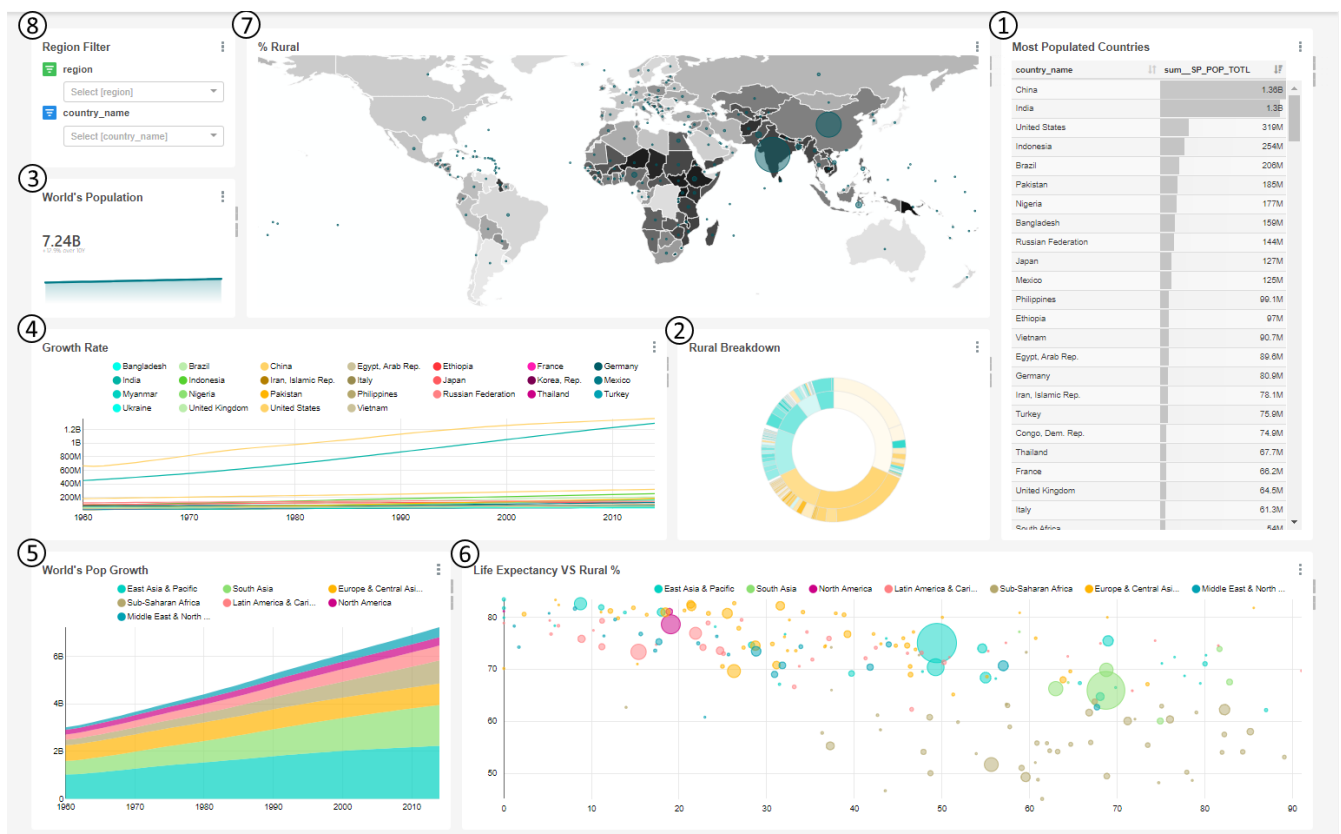 ⑧
Region Filter
region
Select [region]
country_name
Select [country_name]
⑦
% Rural
①
Most Populated Countries
country_name sum__SP_POP_TOTL
China 1.36B
India 1.3B
United States 319M
Indonesia 254M
Brazil 206M
Pakistan 185M
Nigeria 177M
Bangladesh 159M
Russian Federation 144M
Japan 127M
Mexico 125M
Philippines 99.1M
Ethiopia 97M
Vietnam 90.7M
Egypt, Arab Rep. 89.6M
Germany 80.9M
Iran, Islamic Rep. 78.1M
Turkey 75.9M
Congo, Dem. Rep. 74.9M
Thailand 67.7M
France 66.2M
United Kingdom 64.5M
Italy 61.3M
South Africa 54M
③
World's Population
7.24B
④
Growth Rate
Bangladesh Brazil China Egypt, Arab Rep. Ethiopia France Germany
India Indonesia Iran, Islamic Rep. Italy Japan Korea, Rep. Mexico
Myanmar Nigeria Pakistan Philippines Russian Federation Thailand Turkey
Ukraine United Kingdom United States Vietnam
1.2B
1B
800M
600M
400M
200M
1960 1970 1980 1990 2000 2010
②
Rural Breakdown
⑤
World's Pop Growth
East Asia & Pacific South Asia Europe & Central Asi...
Sub-Saharan Africa Latin America & Cari... North America
Middle East & North ...
6B
4B
2B
0
1960 1970 1980 1990 2000 2010
⑥
Life Expectancy VS Rural %
East Asia & Pacific South Asia North America Latin America & Cari... Sub-Saharan Africa Europe & Central Asi... Middle East & North ...
80
70
60
50
0 10 20 30 40 50 60 70 80 90